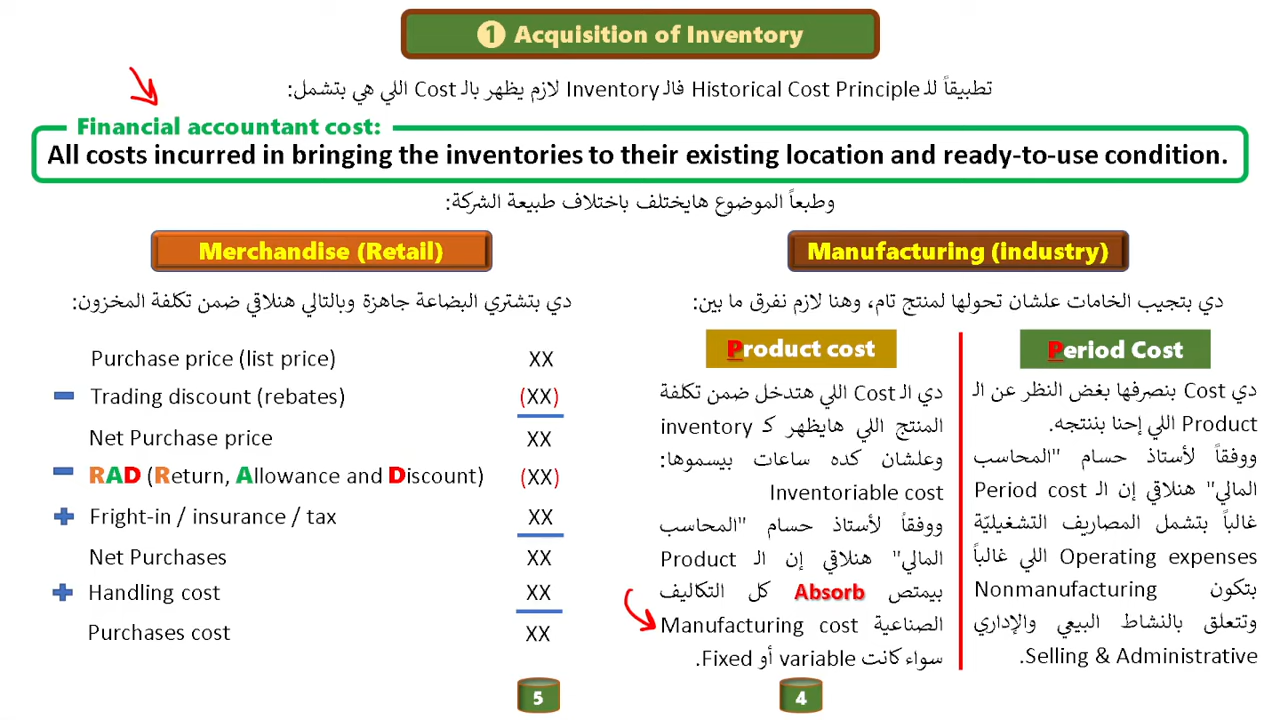 ❶ Acquisition of Inventory
تطبيقاً للـ Historical Cost Principle فالـ Inventory لازم يظهر بالـ Cost اللي هي بتشمل:
Financial accountant cost:
All costs incurred in bringing the inventories to their existing location and ready-to-use condition.
وطبعاً الموضوع هايختلف باختلاف طبيعة الشركة:
Merchandise (Retail)
دي بتشتري البضاعة جاهزة وبالتالي هنلاقي ضمن تكلفة المخزون:
Purchase price (list price) XX
− Trading discount (rebates) (XX)
Net Purchase price XX
− RAD (Return, Allowance and Discount) (XX)
+ Fright-in / insurance / tax XX
Net Purchases XX
+ Handling cost XX
Purchases cost XX
5
Manufacturing (industry)
دي بتجيب الخامات علشان تحولها لمنتج تام، وهنا لازم نفرق ما بين:
Product cost
دي الـ Cost اللي هتدخل ضمن تكلفة
المنتج اللي هايظهر كـ inventory
وعلشان كده ساعات بيسموها:
Inventoriable cost
ووفقاً لأستاذ حسام "المحاسب
المالي" هنلاقي إن الـ Product
بيمتص Absorb كل التكاليف
الصناعية Manufacturing cost
سواء كانت variable أو Fixed.
4
Period Cost
دي Cost بنصرفها بغض النظر عن الـ
Product اللي إحنا بننتجه.
ووفقاً لأستاذ حسام "المحاسب
المالي" هنلاقي إن الـ Period cost
غالباً بتشمل المصاريف التشغيليّة
Operating expenses اللي غالباً
بتكون Nonmanufacturing
وتتعلق بالنشاط البيعي والإداري
Selling & Administrative.